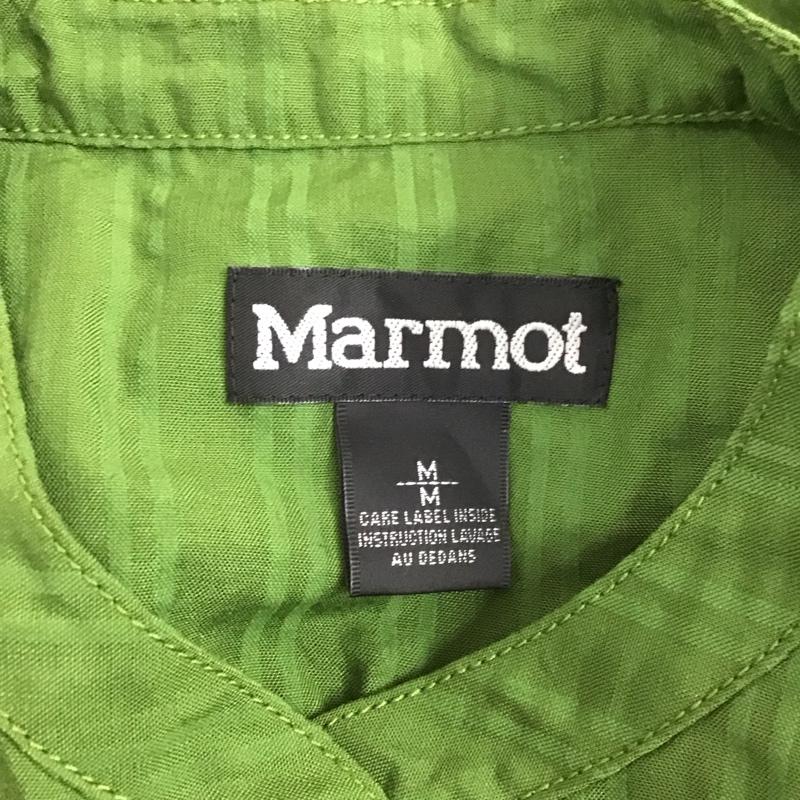 Marmot
M
M
CARE LABEL INSIDE
INSTRUCTION LAVAGE
AU DEDANS